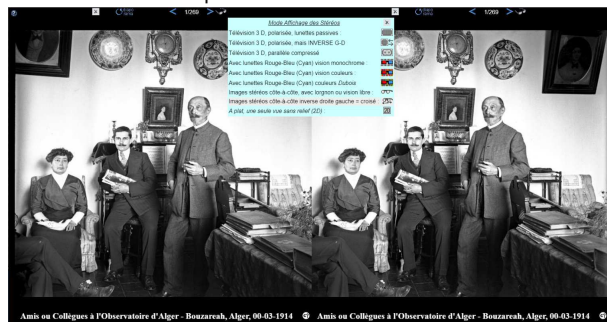 1/269
1/269
Mode Affichage des Stéréos
Télévision 3 D, polarisée, lunettes passives :
Télévision 3 D, polarisée, mais INVERSE G-D
Télévision 3 D, parallèle compressé
Avec lunettes Rouge-Bleu (Cyan) vision monochrome :
Avec lunettes Rouge-Bleu (Cyan) vision couleurs :
Avec lunettes Rouge-Bleu (Cyan) couleurs Dubois
Images stéréos côte-à-côte, avec lorgnon ou vision libre :
Images stéréos côte-à-côte inverse droite gauche = croisé :
A plat, une seule vue sans relief (2D) :
2D
Amis ou Collègues à l'Observatoire d'Alger - Bouzareah, Alger, 00-03-1914
Amis ou Collègues à l'Observatoire d'Alger - Bouzareah, Alger, 00-03-1914